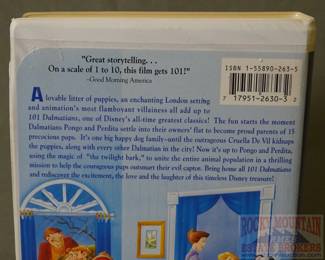 "Great storytelling. . .
On a scale of 1 to 10, this film gets 101!"
–Good Morning America
ISBN 1-55890-263-5
7 17951-2630-3 2
A lovable litter of puppies, an enchanting London setting
and animation's most flamboyant villainess all add up to
101 Dalmatians, one of Disney's all-time greatest classics! The fun starts the moment
Dalmatians Pongo and Perdita settle into their owners' flat to become proud parents of 15
precocious pups. It's one big happy dog family–until the outrageous Cruella De Vil kidnaps
the puppies, along with every other Dalmatian in the city! Now it's up to Pongo and Perdita,
using the magic of "the twilight bark," to unite the entire animal population in a thrilling
mission to help the courageous pups outsmart their evil captor. Bring home all 101 Dalmatians
and rediscover the excitement, the love and the laughter of this timeless Disney treasure!
ROCKY MOUNTAIN
ESTATE BROKERS